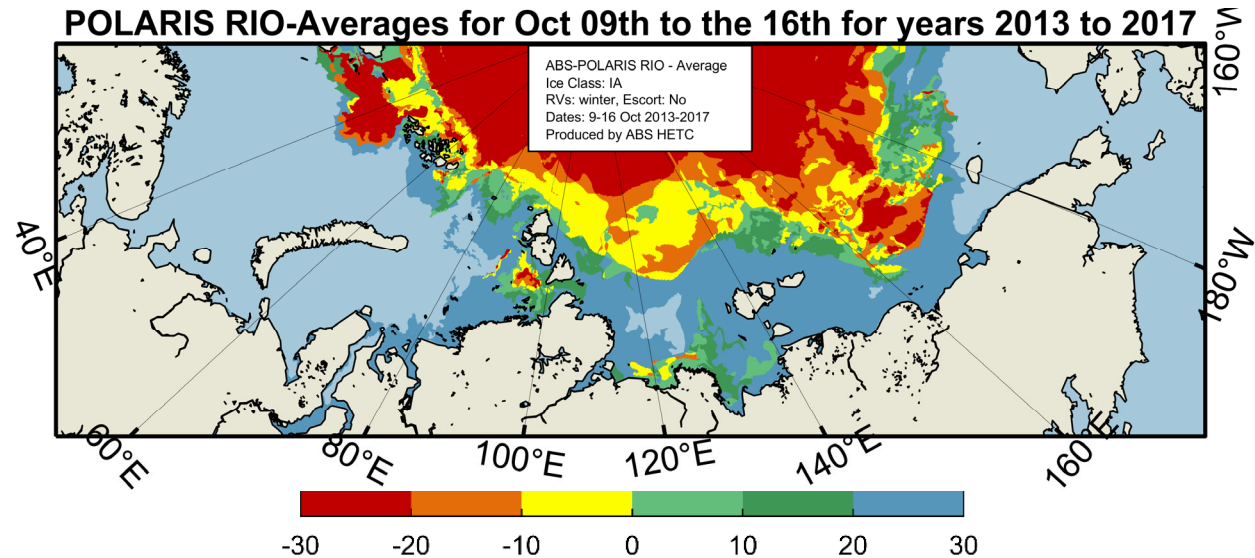 POLARIS RIO-Averages for Oct 09th to the 16th for years 2013 to 2017
ABS-POLARIS RIO - Average
Ice Class: IA
RVs: winter, Escort: No
Dates: 9-16 Oct 2013-2017
Produced by ABS HETC
160°W
180°W
40°E
60°E
80°E
100°E
120°E
140°E
160°E
-30
-20
-10
0
10
20
30